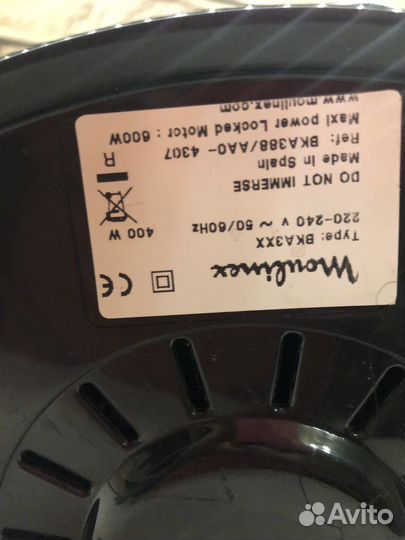 Moulinex
Type: BKA3XX
220-240 V ~ 50/60Hz
400 W
DO NOT IMMERSE
Made in Spain
Ref: BKA388/AA0- 4307
R
Maxi power Locked Motor : 600W
www.moulinex.com
CE
Avito